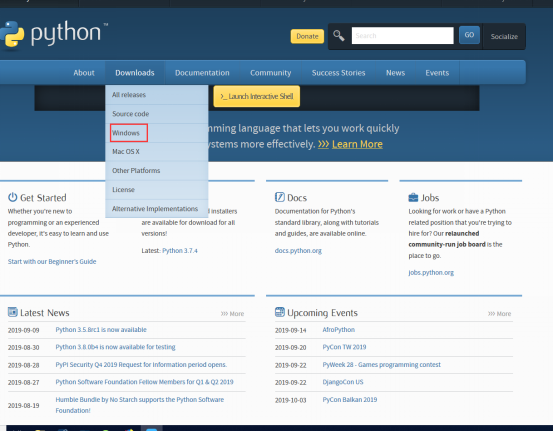 python™
Donate
Search
GO
Socialize
About
Downloads
Documentation
Community
Success Stories
News
Events
All releases
Source code
Windows
Mac OS X
Other Platforms
License
Alternative Implementations
>_ Launch Interactive Shell
mming language that lets you work quickly
ystems more effectively. >>> Learn More
Get Started
Whether you're new to
programming or an experienced
developer, it's easy to learn and use
Python.
Start with our Beginner's Guide
l installers
are available for download for all
versions!
Latest: Python 3.7.4
Docs
Documentation for Python's
standard library, along with tutorials
and guides, are available online.
docs.python.org
Jobs
Looking for work or have a Python
related position that you're trying to
hire for? Our relaunched
community-run job board is the
place to go.
jobs.python.org
Latest News
>>> More
2019-09-09 Python 3.5.8rc1 is now available
2019-08-30 Python 3.8.0b4 is now available for testing
2019-08-28 PyPI Security Q4 2019 Request for Information period opens.
2019-08-27 Python Software Foundation Fellow Members for Q1 & Q2 2019
2019-08-19 Humble Bundle by No Starch supports the Python Software
Foundation!
Upcoming Events
>>> More
2019-09-14 AfroPython
2019-09-20 PyCon TW 2019
2019-09-22 PyWeek 28 - Games programming contest
2019-09-22 DjangoCon US
2019-10-03 PyCon Balkan 2019